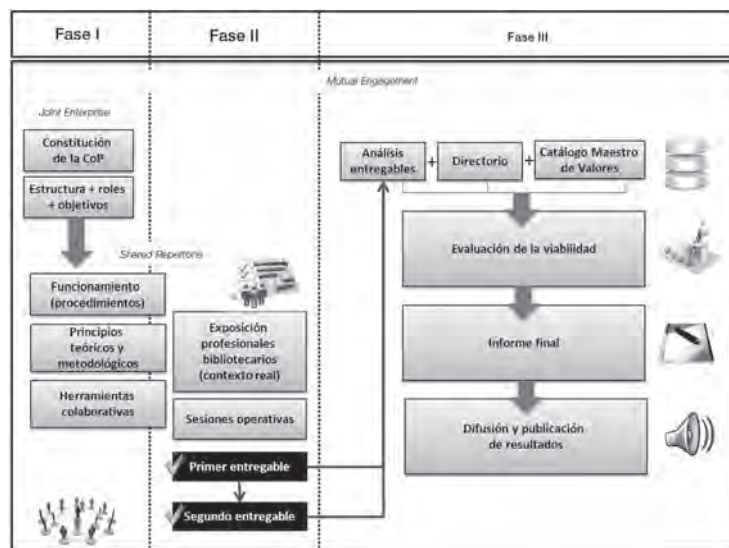 Fase I
Fase II
Fase III
Mutual Engagement
Joint Enterprise
Constitución
de la CoP
Estructura + roles
+ objetivos
Shared Repertoire
Funcionamiento
(procedimientos)
Principios
teóricos y
metodológicos
Herramientas
colaborativas
Exposición
profesionales
bibliotecarios
(contexto real)
Sesiones operativas
Primer entregable
Segundo entregable
Análisis
entregables
+
Directorio
+
Catálogo Maestro
de Valores
Evaluación de la viabilidad
Informe final
Difusión y publicación
de resultados